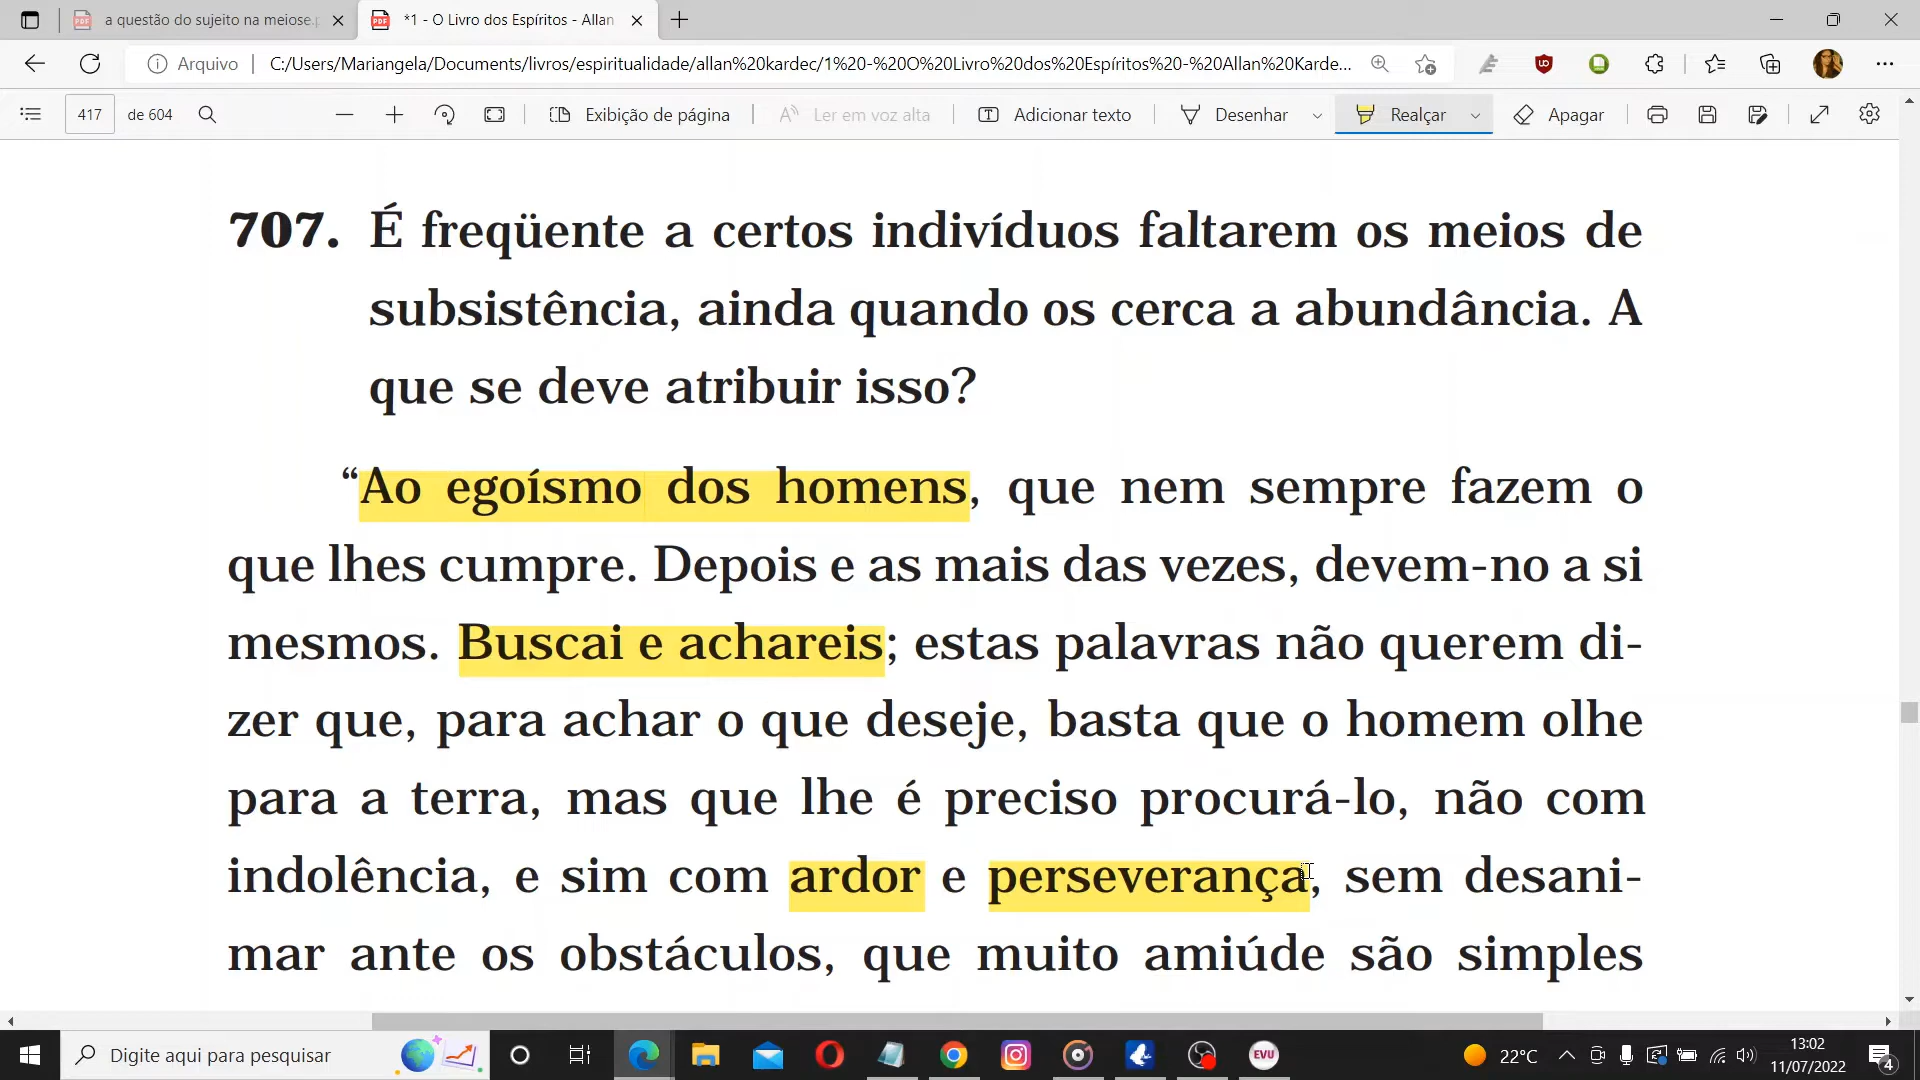 a questão do sujeito na meiose.p
*1 - O Livro dos Espíritos - Allan
Arquivo
C:/Users/Mariangela/Documents/livros/espiritualidade/allan%20kardec/1%20-%20O%20Livro%20dos%20Espíritos%20-%20Allan%20Karde...
417 de 604
Exibição de página
Ler em voz alta
Adicionar texto
Desenhar
Realçar
Apagar
707. É freqüente a certos indivíduos faltarem os meios de
subsistência, ainda quando os cerca a abundância. A
que se deve atribuir isso?
“Ao egoísmo dos homens, que nem sempre fazem o
que lhes cumpre. Depois e as mais das vezes, devem-no a si
mesmos. Buscai e achareis; estas palavras não querem di-
zer que, para achar o que deseje, basta que o homem olhe
para a terra, mas que lhe é preciso procurá-lo, não com
indolência, e sim com ardor e perseverança, sem desani-
mar ante os obstáculos, que muito amiúde são simples
Digite aqui para pesquisar
EVU
22°C
13:02
11/07/2022
4